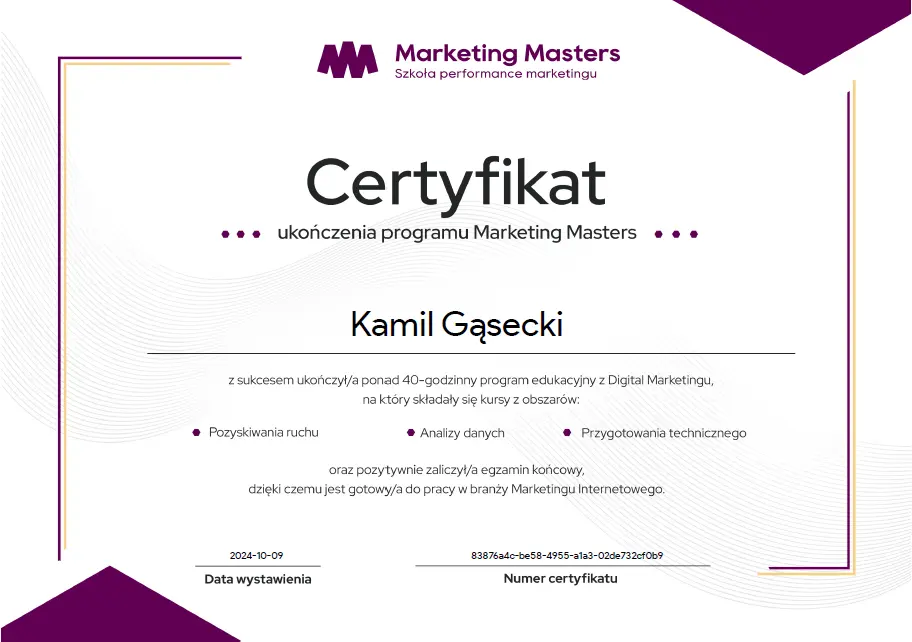 Marketing Masters
Szkoła performance marketingu
Certyfikat
ukończenia programu Marketing Masters
Kamil Gąsecki
z sukcesem ukończył/a ponad 40-godzinny program edukacyjny z Digital Marketingu,
na który składały się kursy z obszarów:
Pozyskiwania ruchu Analizy danych Przygotowania technicznego
oraz pozytywnie zaliczył/a egzamin końcowy,
dzięki czemu jest gotowy/a do pracy w branży Marketingu Internetowego.
2024-10-09 83876a4c-be58-4955-a1a3-02de732cf0b9
Data wystawienia Numer certyfikatu